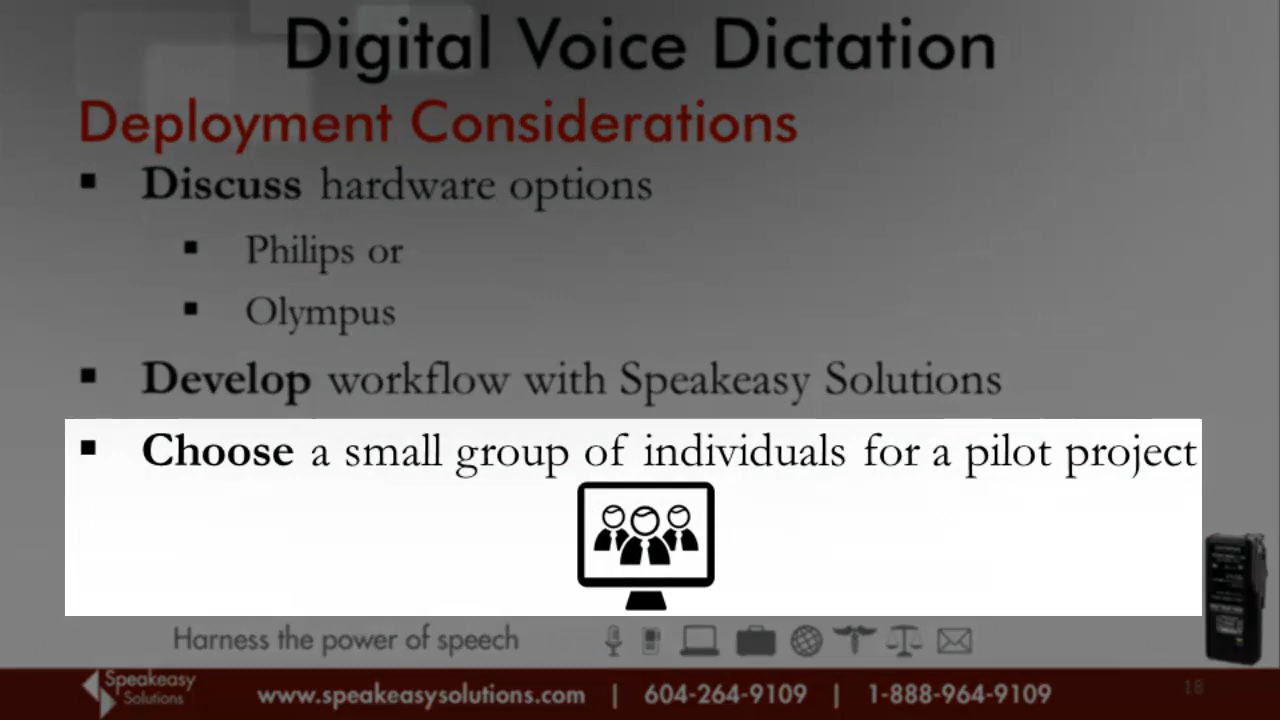 Digital Voice Dictation
Deployment Considerations
▪ Discuss hardware options
▪ Philips or
▪ Olympus
▪ Develop workflow with Speakeasy Solutions
▪ Choose a small group of individuals for a pilot project
Harness the power of speech
Speakeasy
Solutions
www.speakeasysolutions.com | 604-264-9109 | 1-888-964-9109
18